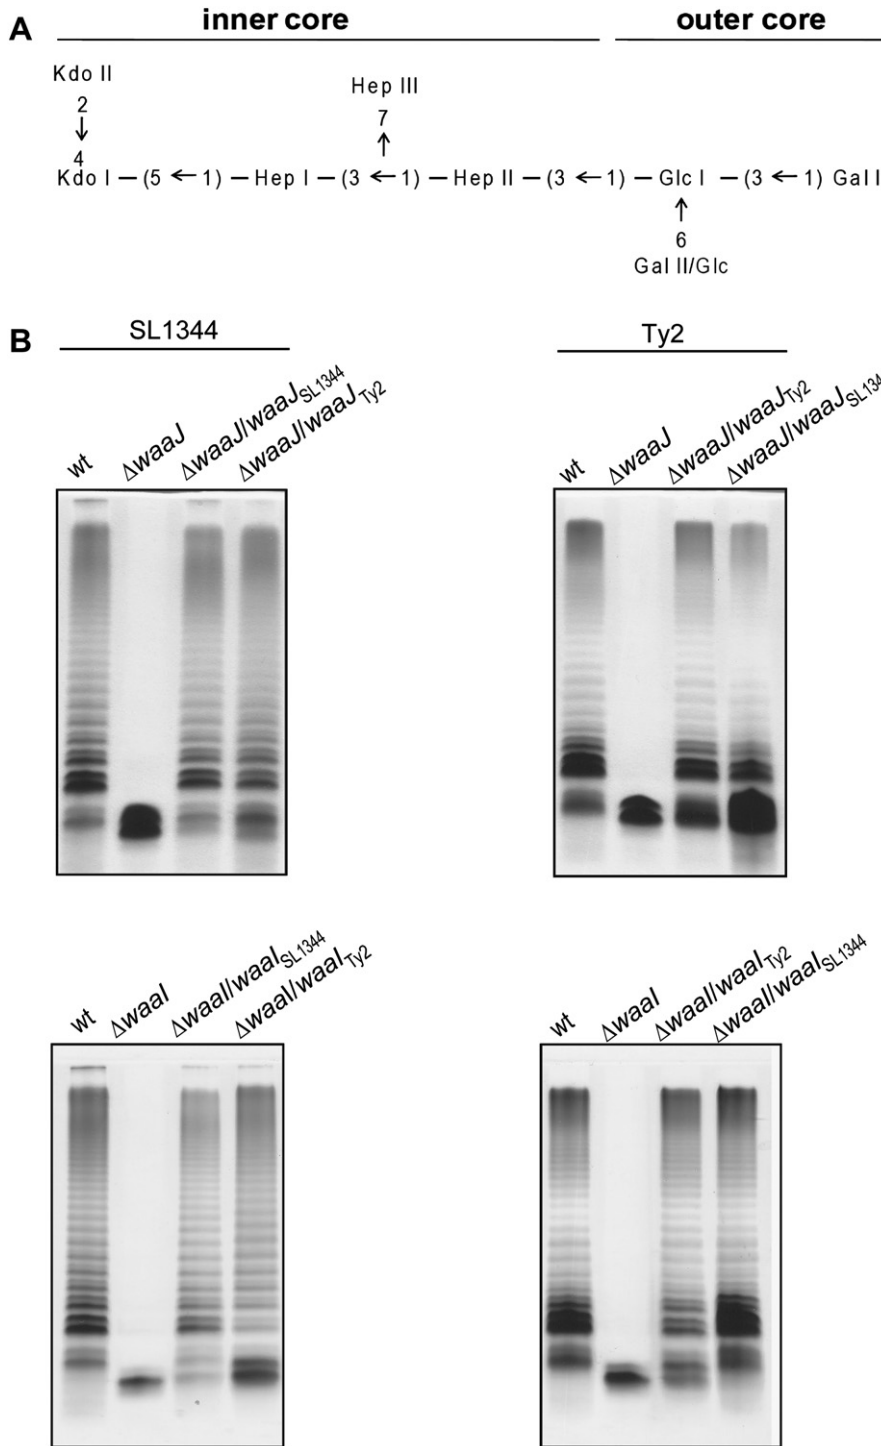 A
inner core
outer core
Kdo II
Hep III
2
7
↓
↑
4
Kdo I – (5 ← 1) – Hep I – (3 ← 1) – Hep II – (3 ← 1) – Glc I – (3 ← 1) Gal I
↑
6
Gal II/Glc
B
SL1344
Ty2
wt
ΔwaaJ
ΔwaaJ/waaJSL1344
ΔwaaJ/waaJTy2
wt
ΔwaaJ
ΔwaaJ/waaJTy2
ΔwaaJ/waaJSL134
wt
ΔwaaI
ΔwaaI/waaISL1344
ΔwaaI/waaITy2
wt
ΔwaaI
ΔwaaI/waaITy2
ΔwaaI/waaISL1344